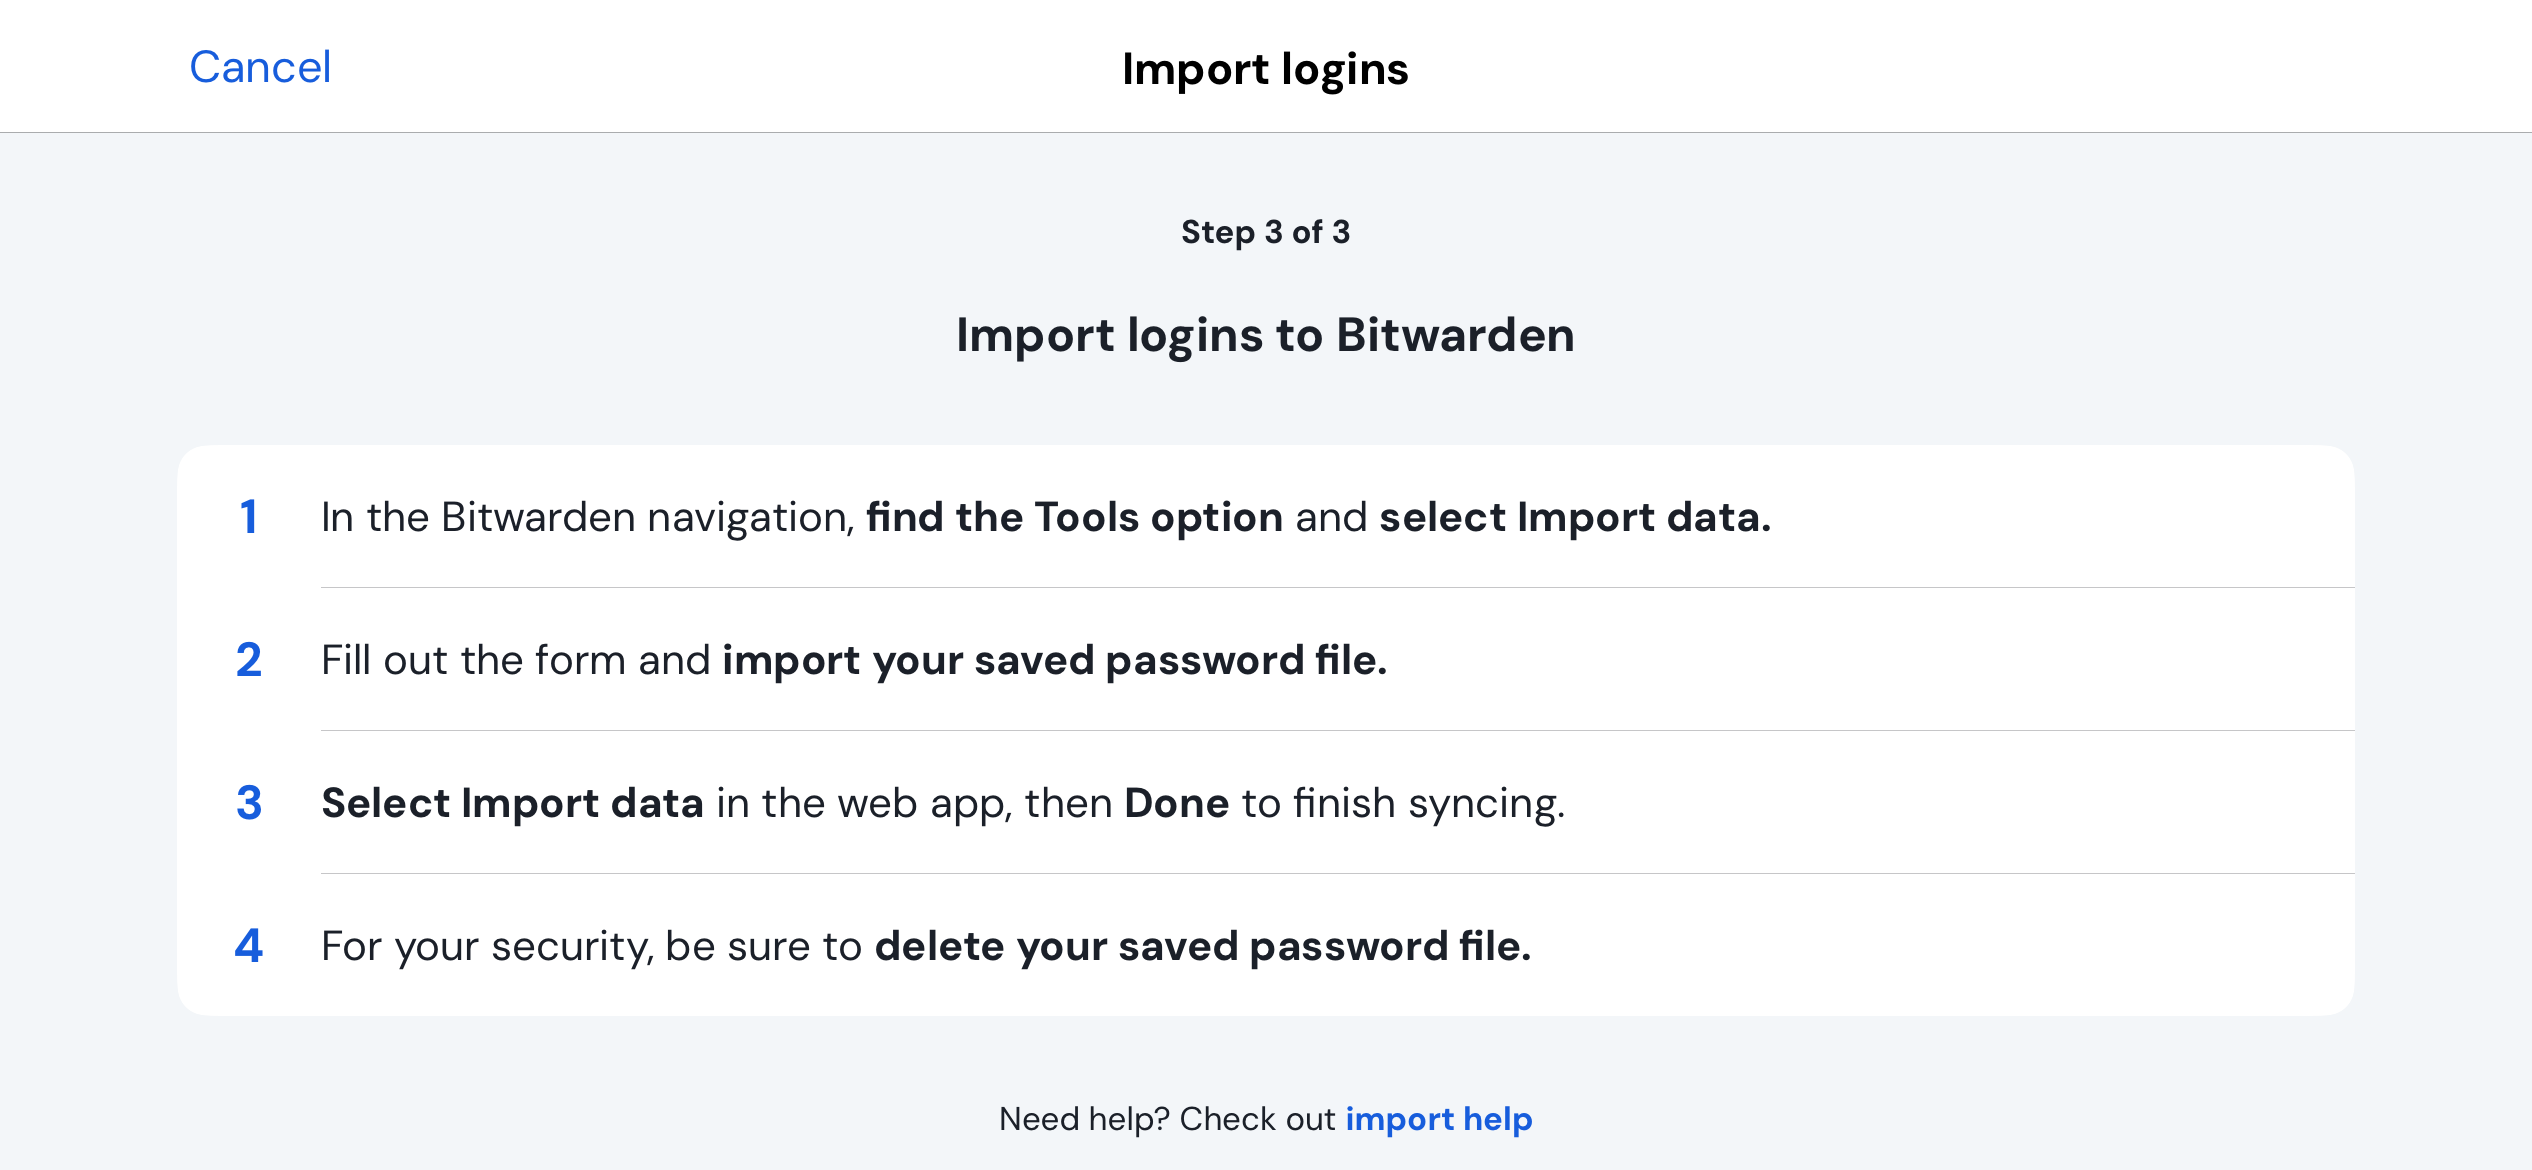 Cancel
Import logins
Step 3 of 3
Import logins to Bitwarden
1 In the Bitwarden navigation, find the Tools option and select Import data.
2 Fill out the form and import your saved password file.
3 Select Import data in the web app, then Done to finish syncing.
4 For your security, be sure to delete your saved password file.
Need help? Check out import help